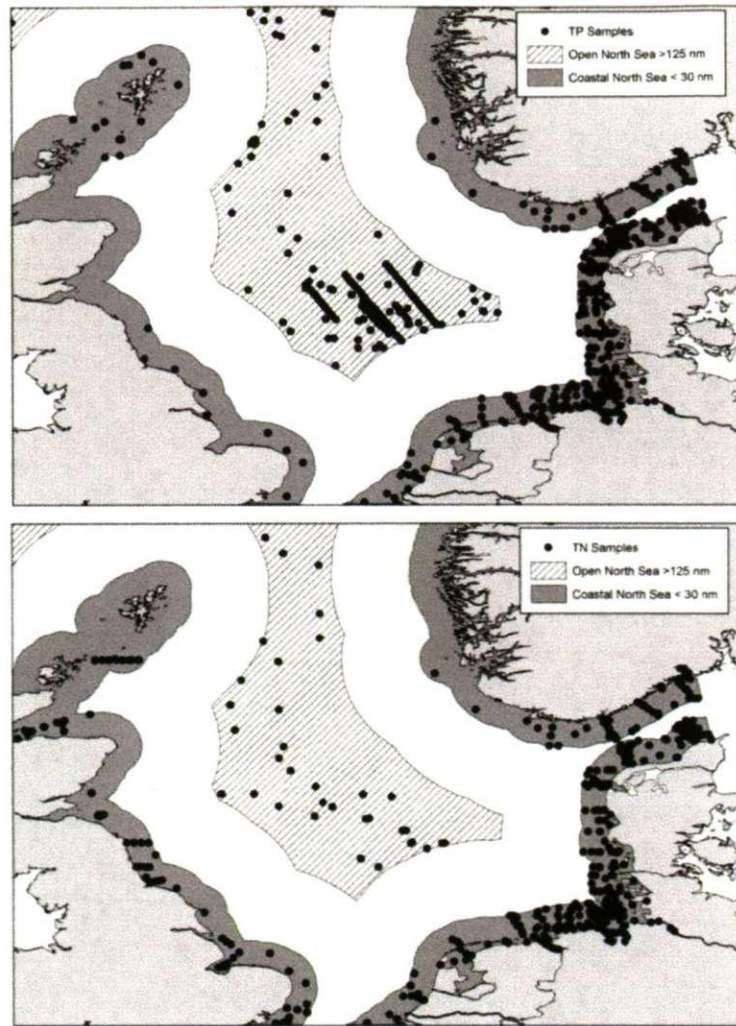 TP Samples
Open North Sea >125 nm
Coastal North Sea < 30 nm
TN Samples
Open North Sea >125 nm
Coastal North Sea < 30 nm